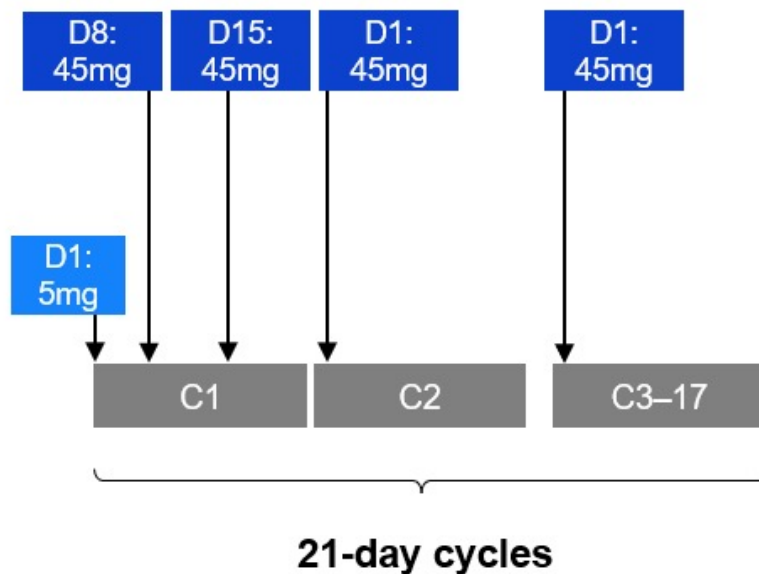 D8:
45mg
D15:
45mg
D1:
45mg
D1:
45mg
D1:
5mg
C1
C2
C3–17
21-day cycles